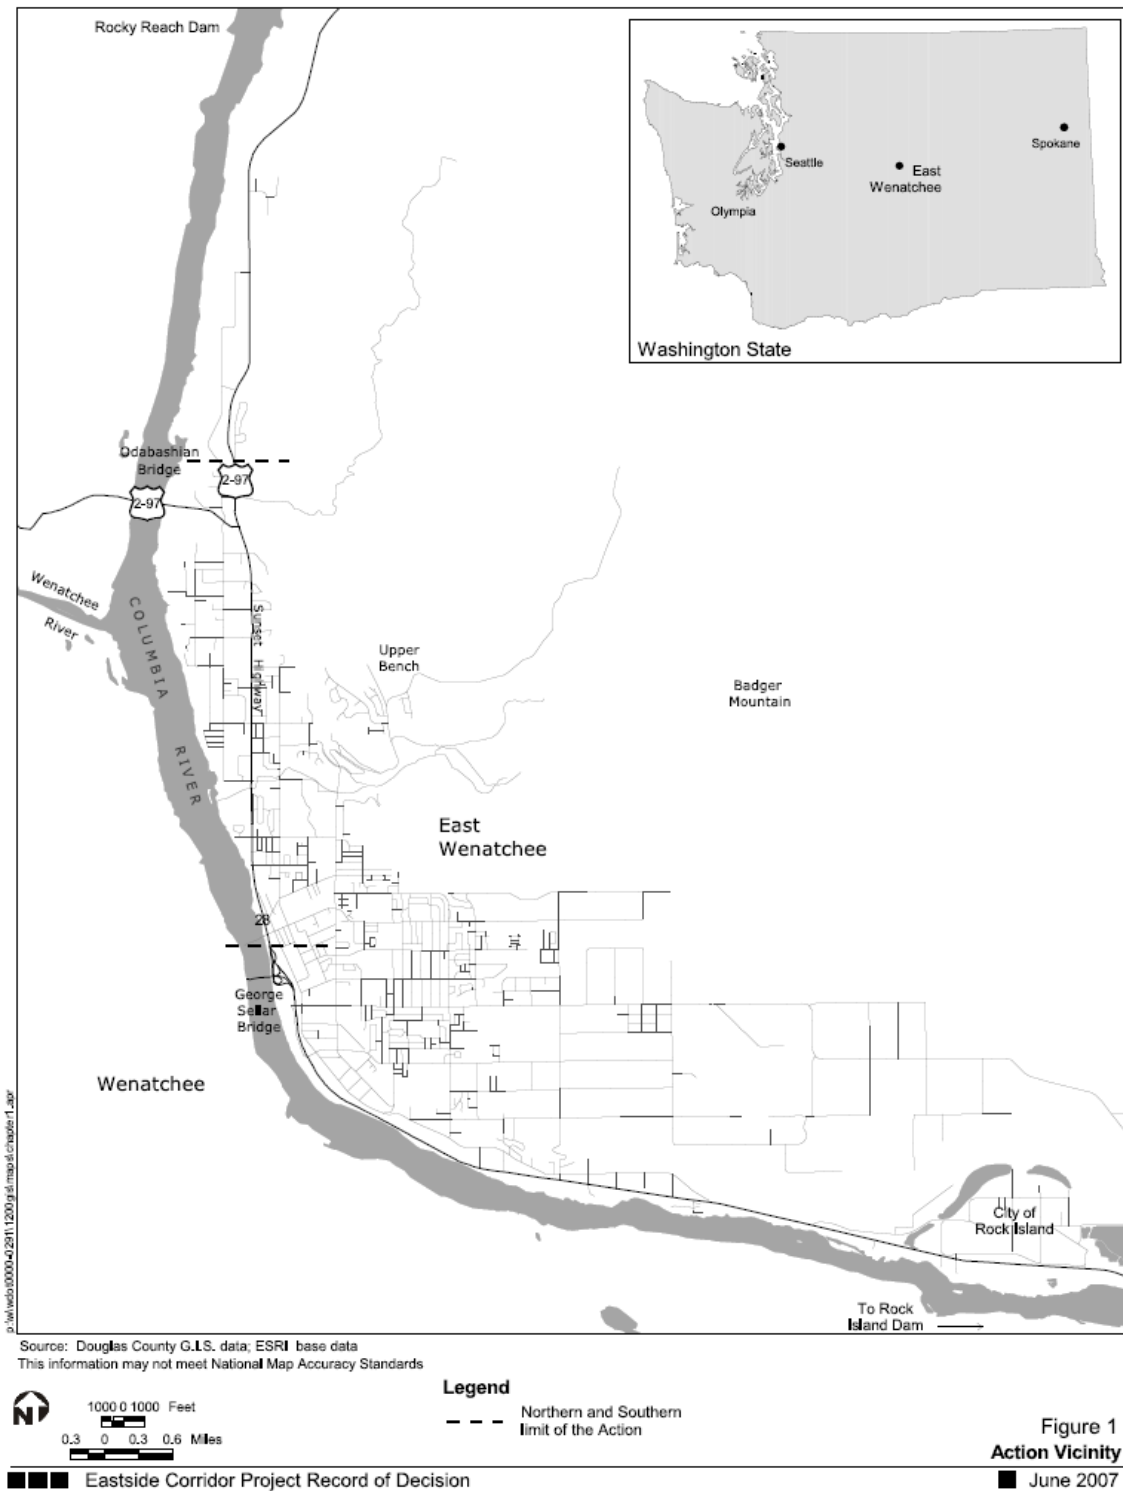 Rocky Reach Dam
Seattle
East
Wenatchee
Spokane
Olympia
Washington State
Odabashian
Bridge
2-97
2-97
Wenatchee
River
COLUMBIA
RIVER
Sunset Highway
Upper
Bench
Badger
Mountain
East
Wenatchee
28
George
Sellar
Bridge
Wenatchee
City of
Rock Island
To Rock
Island Dam
Source: Douglas County G.I.S. data; ESRI base data
This information may not meet National Map Accuracy Standards
N
1000 0 1000 Feet
0.3 0 0.3 0.6 Miles
Legend
Northern and Southern
limit of the Action
Figure 1
Action Vicinity
Eastside Corridor Project Record of Decision
June 2007